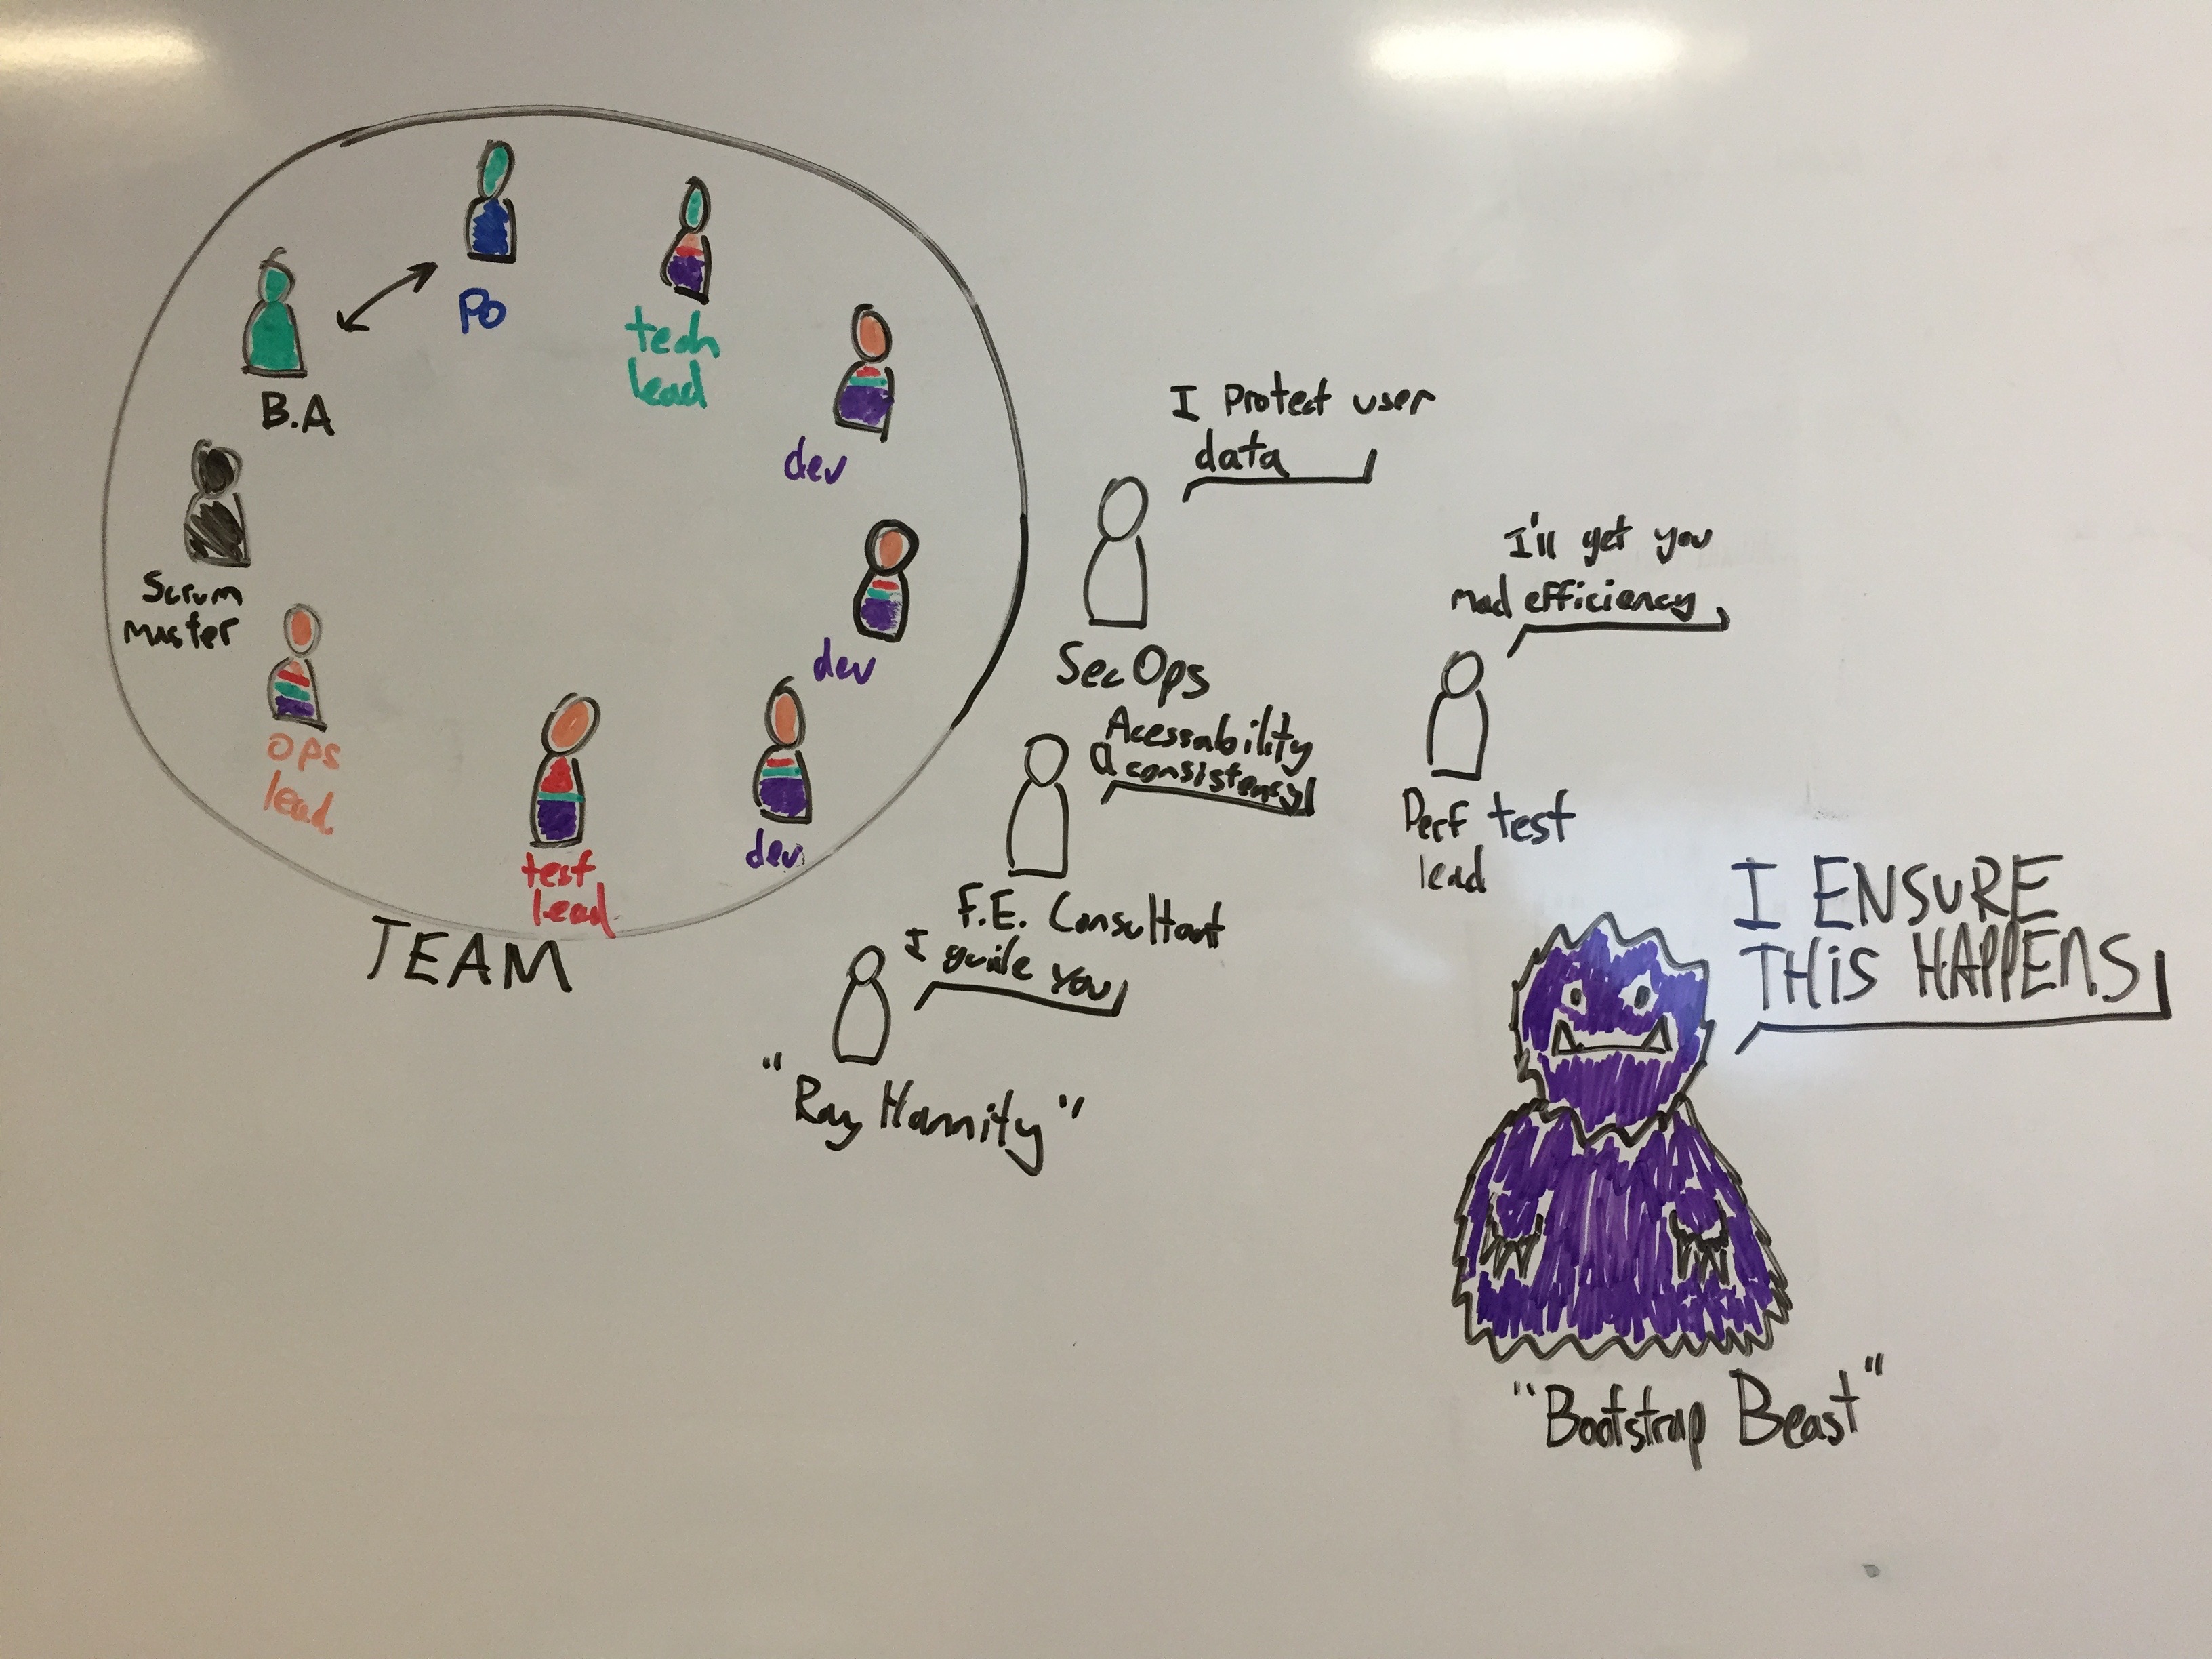 PO
tech
lead
B.A
dev
Scrum
master
dev
ops
lead
test
lead
dev
TEAM
I Protect user
data
SecOps
I'll get you
mad efficiency
Perf test
lead
Acessability
& consistency
F.E. Consultant
I guide you
"Ray Hannity"
I ENSURE
THIS HAPPENS
"Bootstrap Beast"